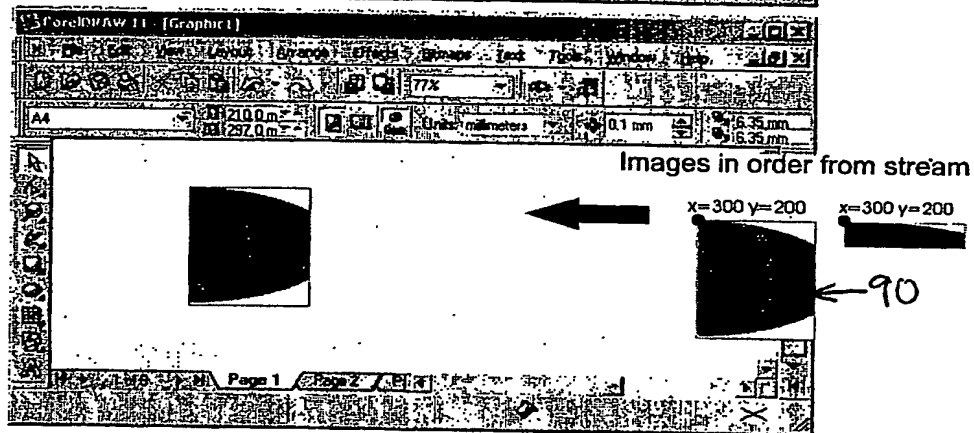 CorelDRAW 11 - [Graphic1]
File Edit View Layout Arrange Effects Bitmaps Text Tools Window Help
77%
A4
210.0 m
297.0 m
Units: millimeters
0.1 mm
6.35 mm
6.35 mm
Images in order from stream
x=300 y=200
x=300 y=200
90
Page 1
Page 2